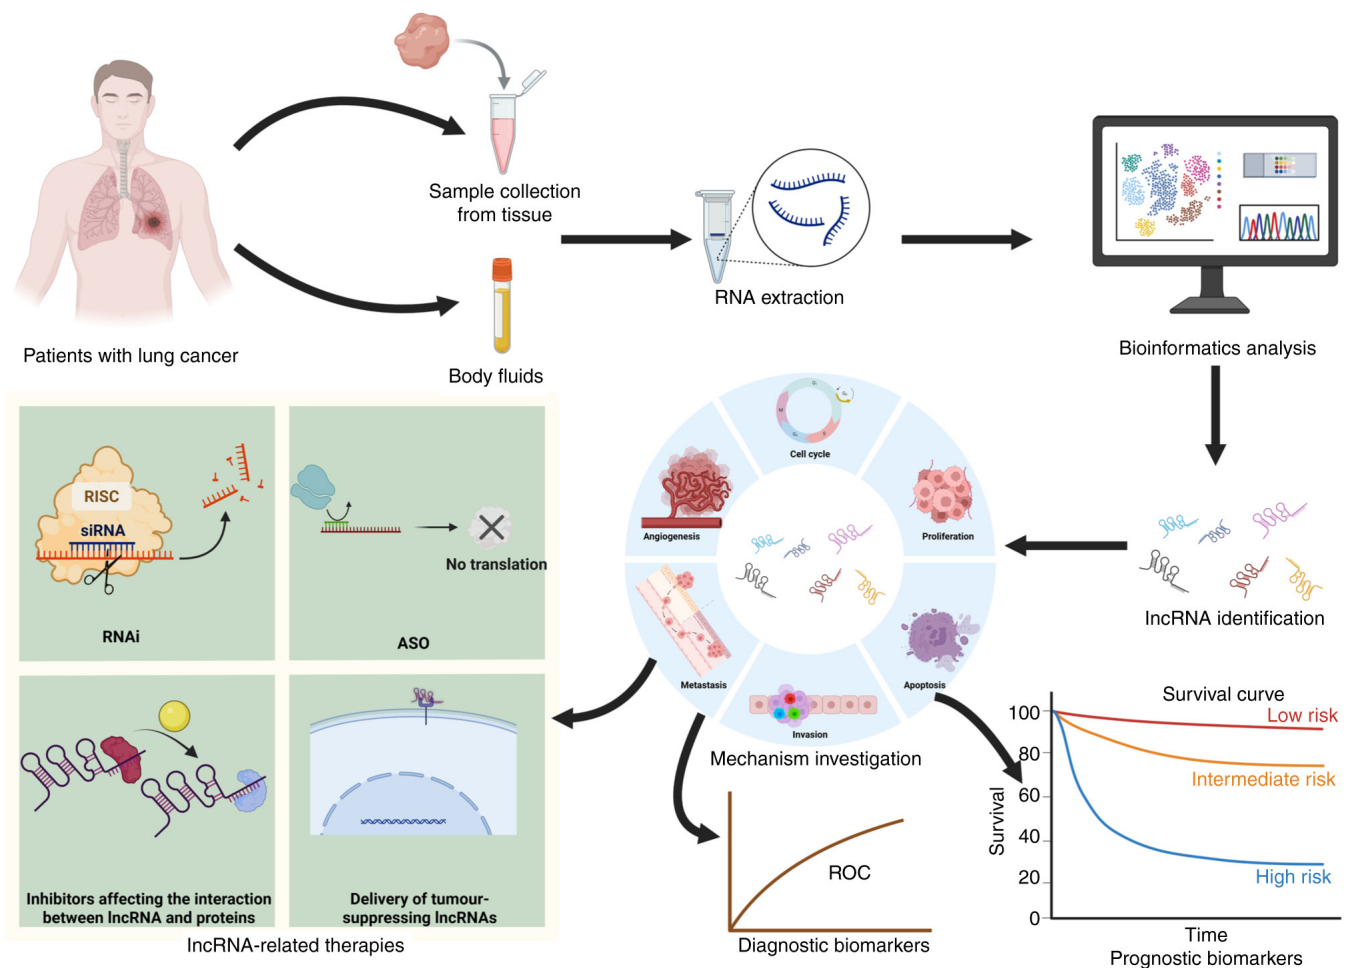 Sample collection
from tissue
Patients with lung cancer
Body fluids
RNA extraction
Bioinformatics analysis
lncRNA identification
Cell cycle
Proliferation
Apoptosis
Invasion
Metastasis
Angiogenesis
Mechanism investigation
RISC
siRNA
RNAi
No translation
ASO
Inhibitors affecting the interaction
between lncRNA and proteins
Delivery of tumour-
suppressing lncRNAs
lncRNA-related therapies
ROC
Diagnostic biomarkers
Survival curve
Low risk
Intermediate risk
High risk
100
80
60
40
20
0
Survival
Time
Prognostic biomarkers